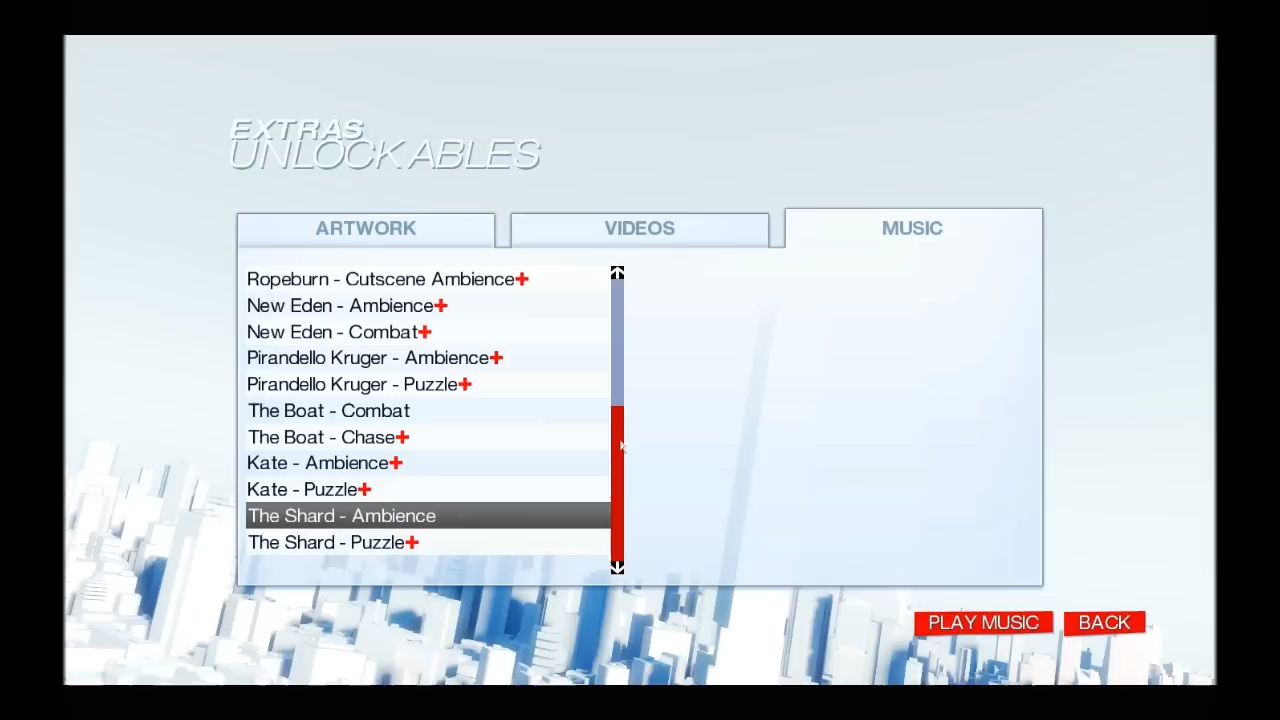 EXTRAS
UNLOCKABLES
ARTWORK
VIDEOS
MUSIC
Ropeburn - Cutscene Ambience+
New Eden - Ambience+
New Eden - Combat+
Pirandello Kruger - Ambience+
Pirandello Kruger - Puzzle+
The Boat - Combat
The Boat - Chase+
Kate - Ambience+
Kate - Puzzle+
The Shard - Ambience
The Shard - Puzzle+
PLAY MUSIC
BACK